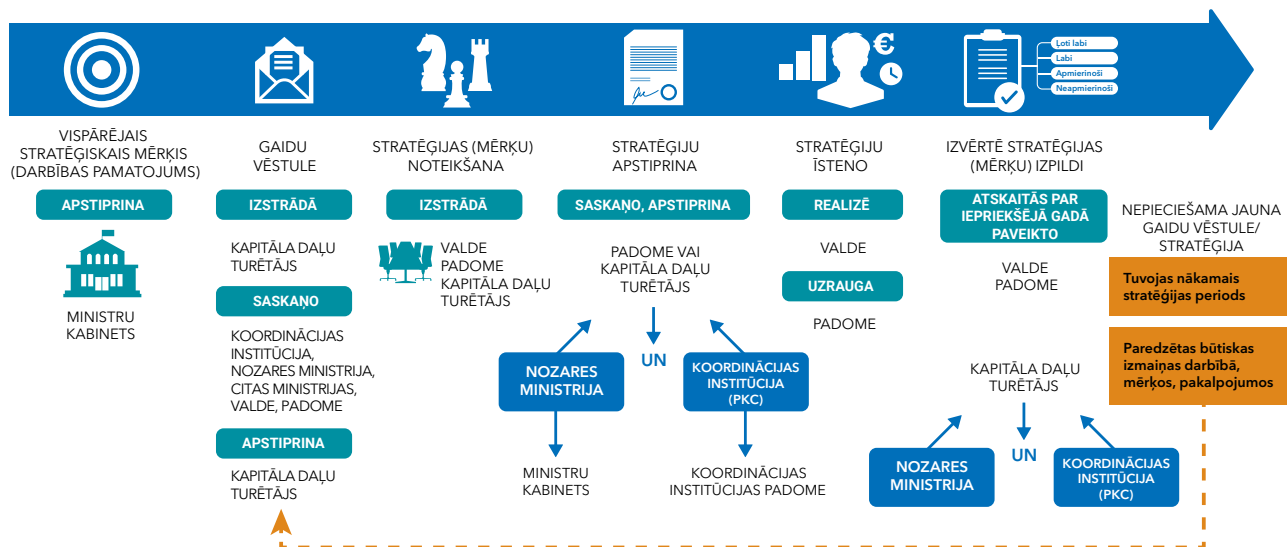 Ļoti labi
Labi
Apmierinoši
Neapmierinoši
€
VISPĀRĒJAIS
STRATĒĢISKAIS MĒRĶIS
(DARBĪBAS PAMATOJUMS)
APSTIPRINA
MINISTRU
KABINETS
GAIDU
VĒSTULE
IZSTRĀDĀ
KAPITĀLA DAĻU
TURĒTĀJS
SASKAŅO
KOORDINĀCIJAS
INSTITŪCIJA,
NOZARES MINISTRIJA,
CITAS MINISTRIJAS,
VALDE, PADOME
APSTIPRINA
KAPITĀLA DAĻU
TURĒTĀJS
STRATĒĢIJAS (MĒRĶU)
NOTEIKŠANA
IZSTRĀDĀ
VALDE
PADOME
KAPITĀLA DAĻU
TURĒTĀJS
STRATĒĢIJU
APSTIPRINA
SASKAŅO, APSTIPRINA
PADOME VAI
KAPITĀLA DAĻU
TURĒTĀJS
UN
NOZARES
MINISTRIJA
KOORDINĀCIJAS
INSTITŪCIJA
(PKC)
MINISTRU
KABINETS
KOORDINĀCIJAS
INSTITŪCIJAS PADOME
STRATĒĢIJU
ĪSTENO
REALIZĒ
VALDE
UZRAUGA
PADOME
IZVĒRTĒ STRATĒĢIJAS
(MĒRĶU) IZPILDI
ATSKAITĀS PAR
IEPRIEKŠĒJĀ GADĀ
PAVEIKTO
VALDE
PADOME
KAPITĀLA DAĻU
TURĒTĀJS
UN
NOZARES
MINISTRIJA
KOORDINĀCIJAS
INSTITŪCIJA
(PKC)
NEPIECIEŠAMA JAUNA
GAIDU VĒSTULE/
STRATĒĢIJA
Tuvojas nākamais
stratēģijas periods
Paredzētas būtiskas
izmaiņas darbībā,
mērķos, pakalpojumos